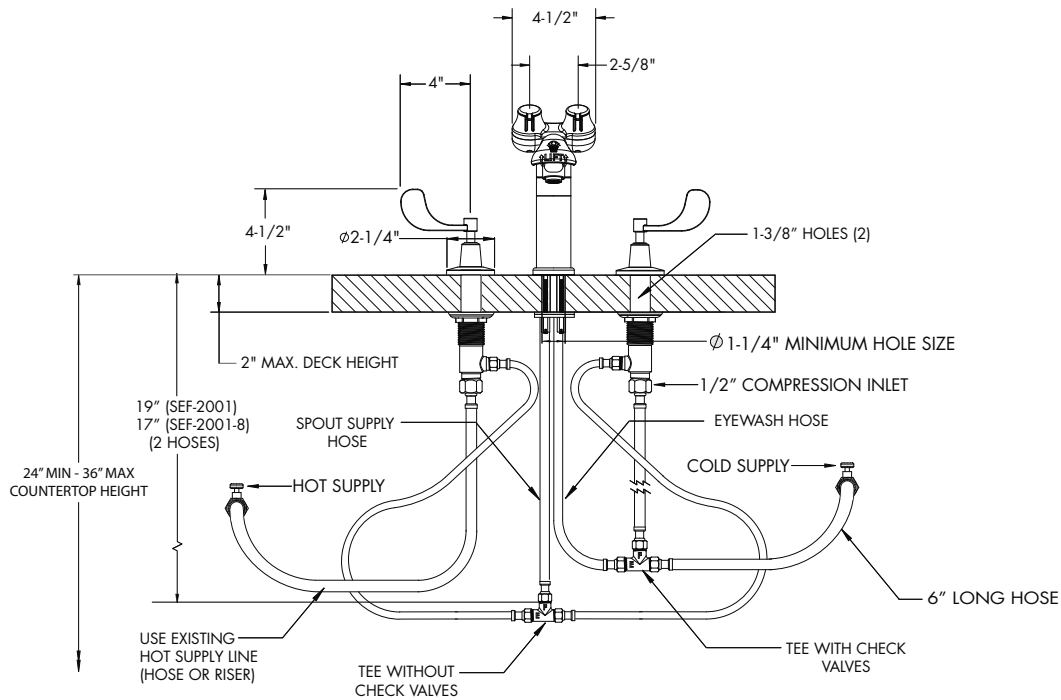 4-1/2"
2-5/8"
4"
LIFT
4-1/2"
⌀2-1/4"
1-3/8” HOLES (2)
⌀ 1-1/4" MINIMUM HOLE SIZE
2" MAX. DECK HEIGHT
1/2” COMPRESSION INLET
19” (SEF-2001)
17” (SEF-2001-8)
(2 HOSES)
SPOUT SUPPLY
HOSE
EYEWASH HOSE
24” MIN - 36” MAX
COUNTERTOP HEIGHT
HOT SUPPLY
COLD SUPPLY
6” LONG HOSE
USE EXISTING
HOT SUPPLY LINE
(HOSE OR RISER)
TEE WITHOUT
CHECK VALVES
TEE WITH CHECK
VALVES